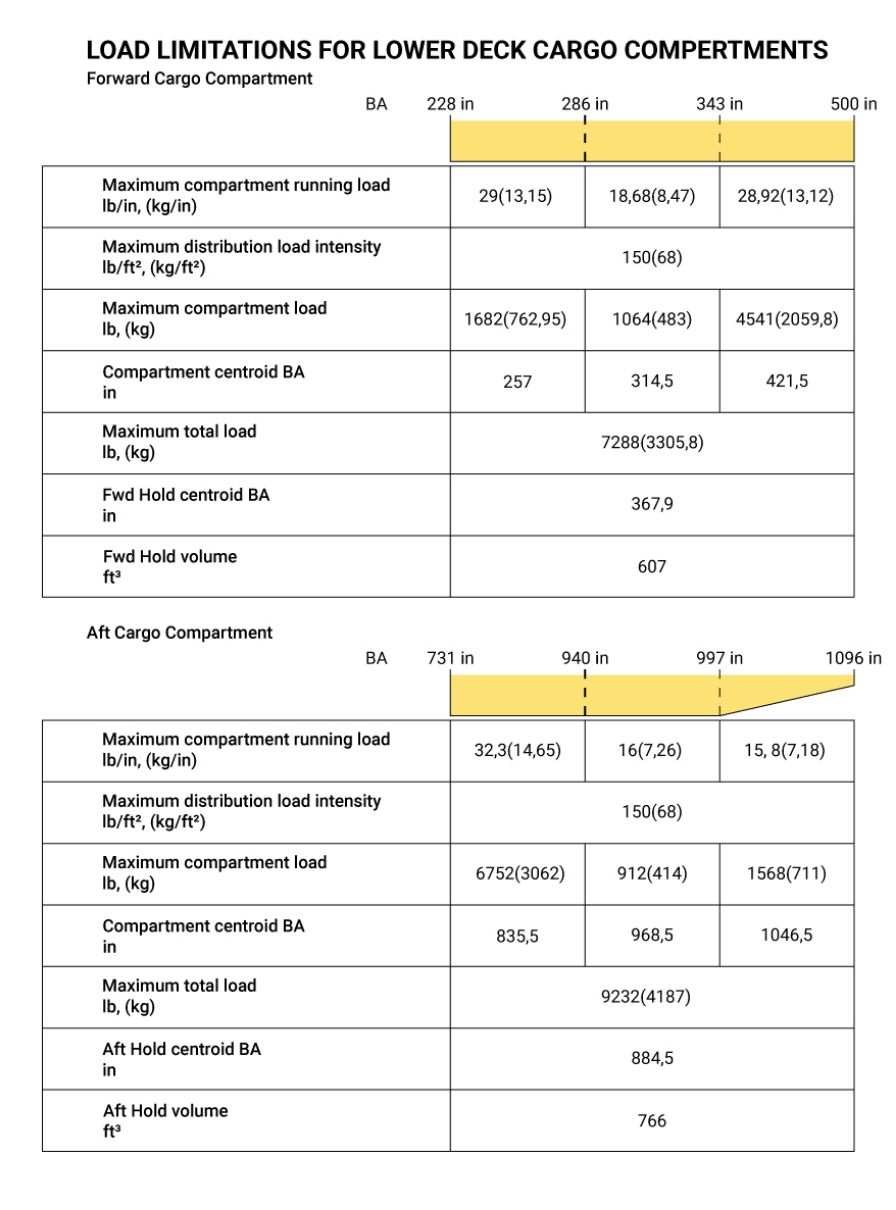 LOAD LIMITATIONS FOR LOWER DECK CARGO COMPERTMENTS
Forward Cargo Compartment
BA 228 in 286 in 343 in 500 in
Maximum compartment running load
lb/in, (kg/in)
29(13,15) 18,68(8,47) 28,92(13,12)
Maximum distribution load intensity
lb/ft², (kg/ft²)
150(68)
Maximum compartment load
lb, (kg)
1682(762,95) 1064(483) 4541(2059,8)
Compartment centroid BA
in
257 314,5 421,5
Maximum total load
lb, (kg)
7288(3305,8)
Fwd Hold centroid BA
in
367,9
Fwd Hold volume
ft³
607
Aft Cargo Compartment
BA 731 in 940 in 997 in 1096 in
Maximum compartment running load
lb/in, (kg/in)
32,3(14,65) 16(7,26) 15, 8(7,18)
Maximum distribution load intensity
lb/ft², (kg/ft²)
150(68)
Maximum compartment load
lb, (kg)
6752(3062) 912(414) 1568(711)
Compartment centroid BA
in
835,5 968,5 1046,5
Maximum total load
lb, (kg)
9232(4187)
Aft Hold centroid BA
in
884,5
Aft Hold volume
ft³
766